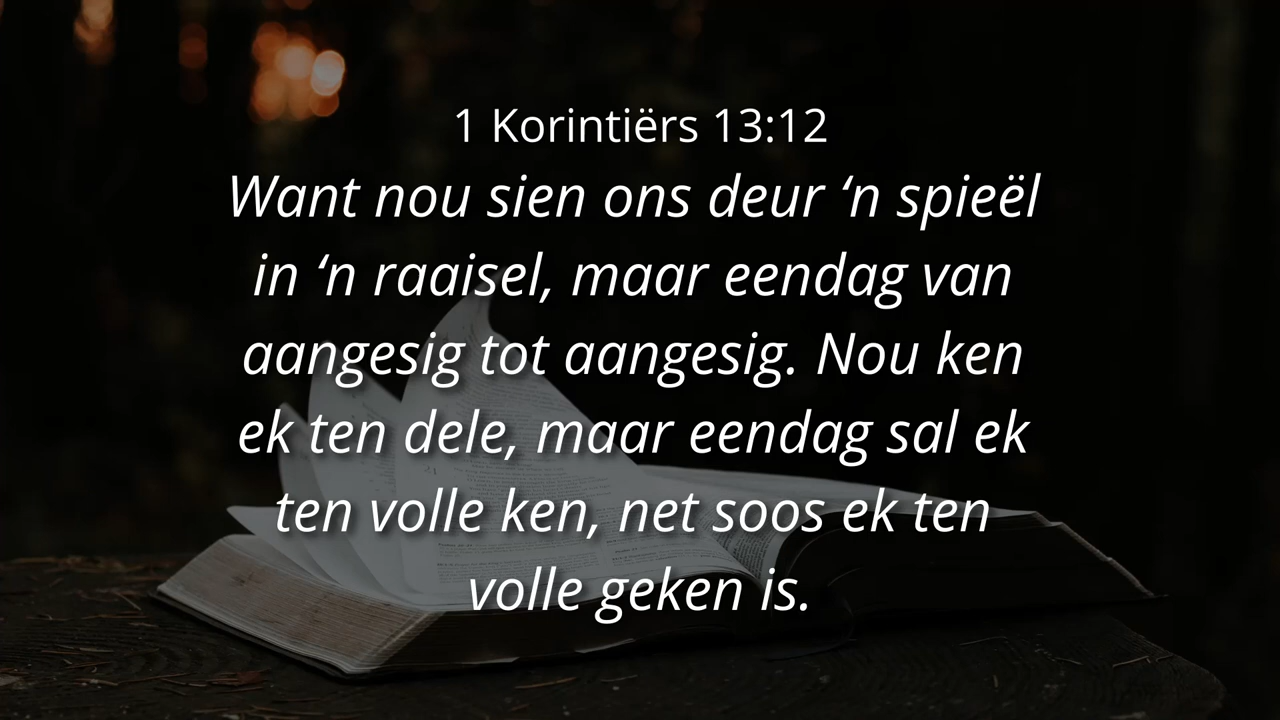 1 Korintiërs 13:12
Want nou sien ons deur ‘n spieël
in ‘n raaisel, maar eendag van
aangesig tot aangesig. Nou ken
ek ten dele, maar eendag sal ek
ten volle ken, net soos ek ten
volle geken is.